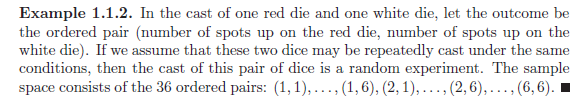 Example 1.1.2. In the cast of one red die and one white die, let the outcome be
the ordered pair (number of spots up on the red die, number of spots up on the
white die). If we assume that these two dice may be repeatedly cast under the same
conditions, then the cast of this pair of dice is a random experiment. The sample
space consists of the 36 ordered pairs: (1, 1), . . . , (1, 6), (2, 1), . . . , (2, 6), . . . , (6, 6). ■